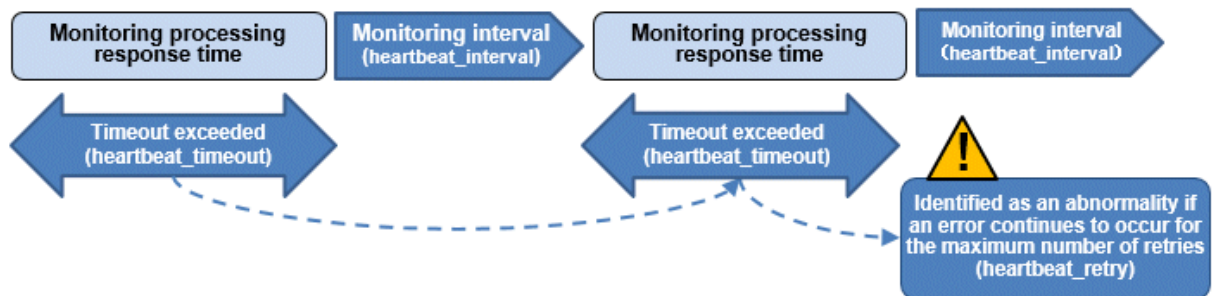 Monitoring processing
response time
Monitoring interval
(heartbeat_interval)
Monitoring processing
response time
Monitoring interval
(heartbeat_interval)
Timeout exceeded
(heartbeat_timeout)
Timeout exceeded
(heartbeat_timeout)
!
Identified as an abnormality if
an error continues to occur for
the maximum number of retries
(heartbeat_retry)